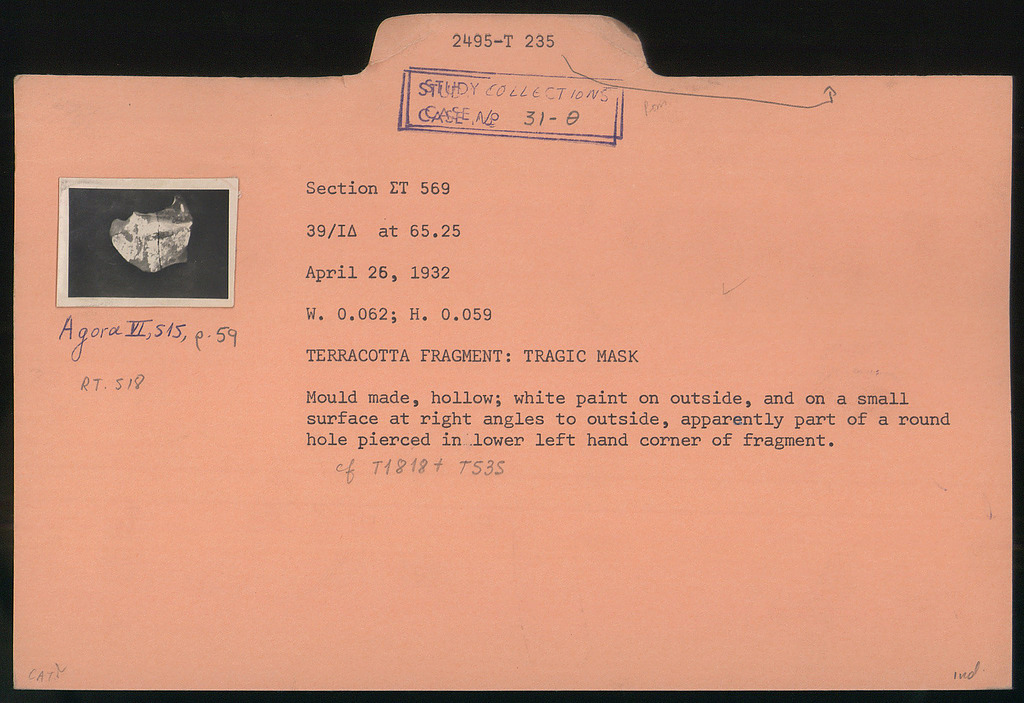 2495-T 235
STUDY COLLECTIONS
CASE Nº 31-θ
Section ΣΤ 569
39/ΙΔ at 65.25
April 26, 1932
W. 0.062; H. 0.059
TERRACOTTA FRAGMENT: TRAGIC MASK
Mould made, hollow; white paint on outside, and on a small
surface at right angles to outside, apparently part of a round
hole pierced in lower left hand corner of fragment.
cf T1818+ T535
Agora VI, 515, p. 59
RT. 518
ind